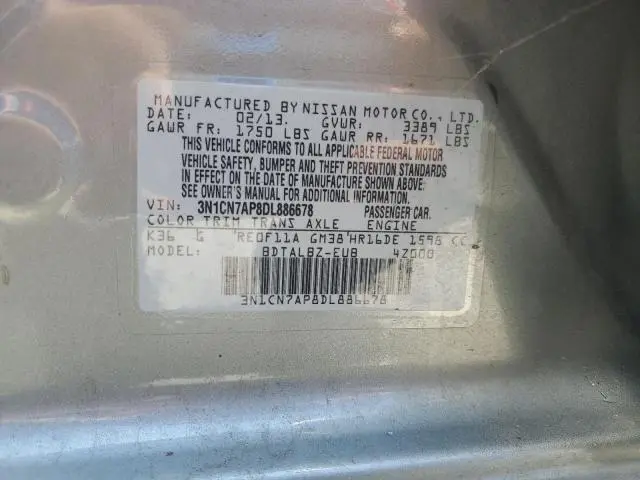 MANUFACTURED BY NISSAN MOTOR CO., LTD.
DATE: 02/13. GVWR: 3389 LBS
GAWR FR: 1750 LBS GAWR RR: 1671 LBS
THIS VEHICLE CONFORMS TO ALL APPLICABLE FEDERAL MOTOR
VEHICLE SAFETY, BUMPER AND THEFT PREVENTION STANDARDS
IN EFFECT ON THE DATE OF MANUFACTURE SHOWN ABOVE.
SEE OWNER'S MANUAL FOR ADDITIONAL INFORMATION.
VIN: 3N1CN7AP8DL886678 PASSENGER CAR.
COLOR TRIM TRANS AXLE ENGINE
K36 G RE0F11A GM38 HR16DE 1598 CC
MODEL: BDTALBZ-EUB 4Z000
3N1CN7AP8DL886678